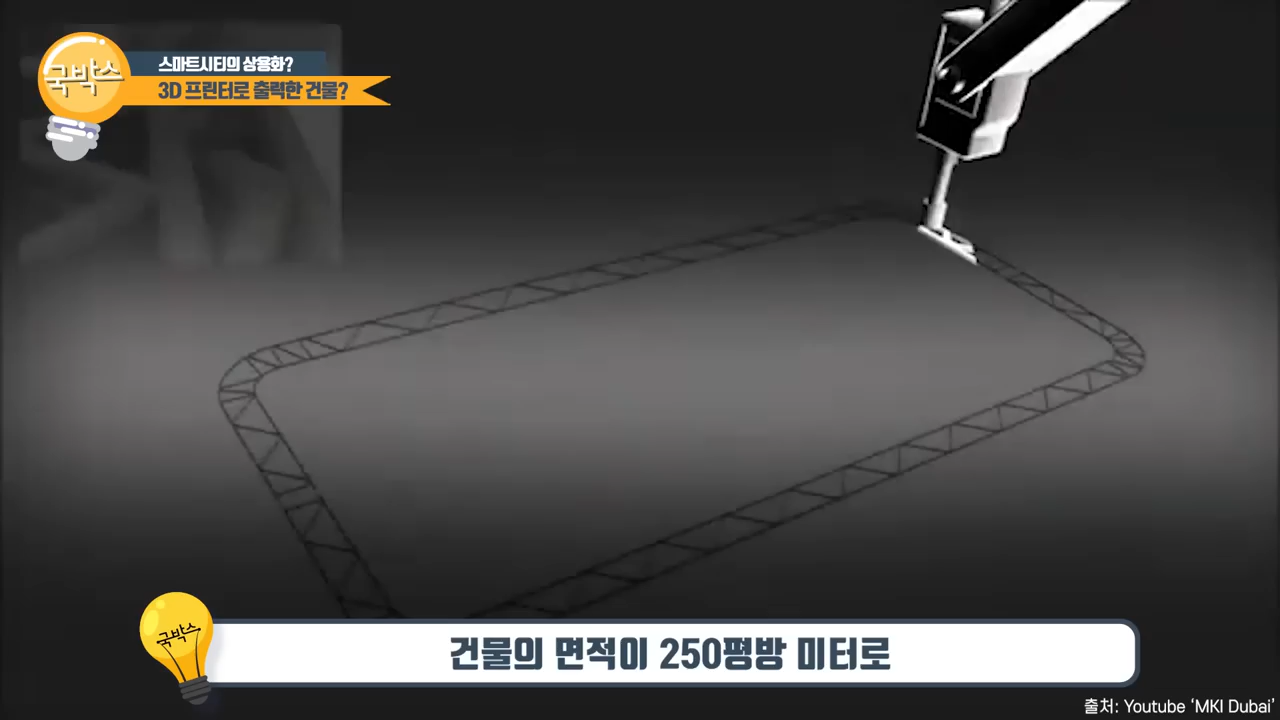 국박스
스마트시티의 상용화?
3D 프린터로 출력한 건물?
국박스
건물의 면적이 250평방 미터로
출처: Youtube ‘MKI Dubai’